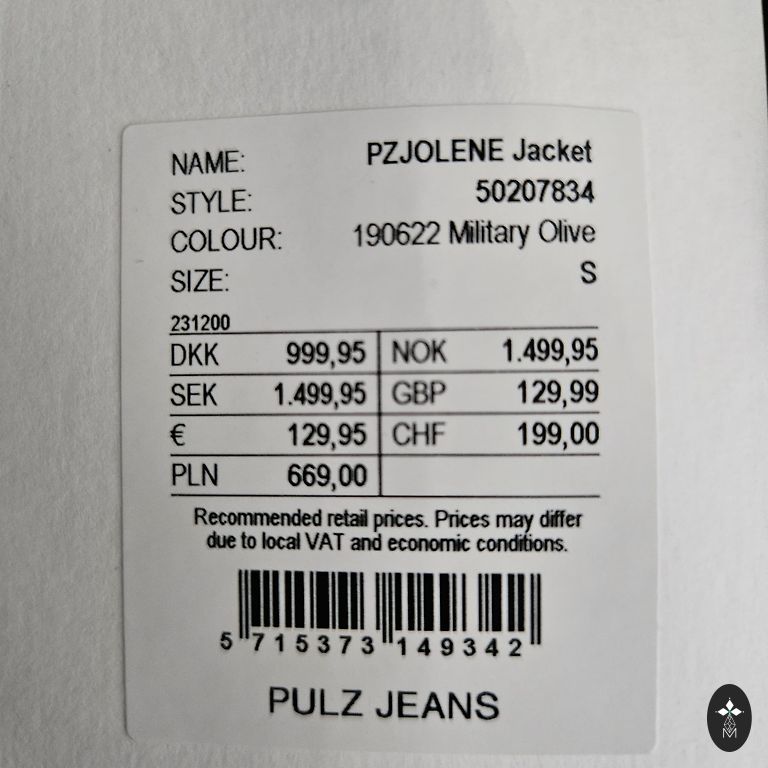 NAME: PZJOLENE Jacket
STYLE: 50207834
COLOUR: 190622 Military Olive
SIZE: S
231200
DKK 999,95 NOK 1.499,95
SEK 1.499,95 GBP 129,99
€ 129,95 CHF 199,00
PLN 669,00
Recommended retail prices. Prices may differ
due to local VAT and economic conditions.
5 715373 149342
PULZ JEANS
M